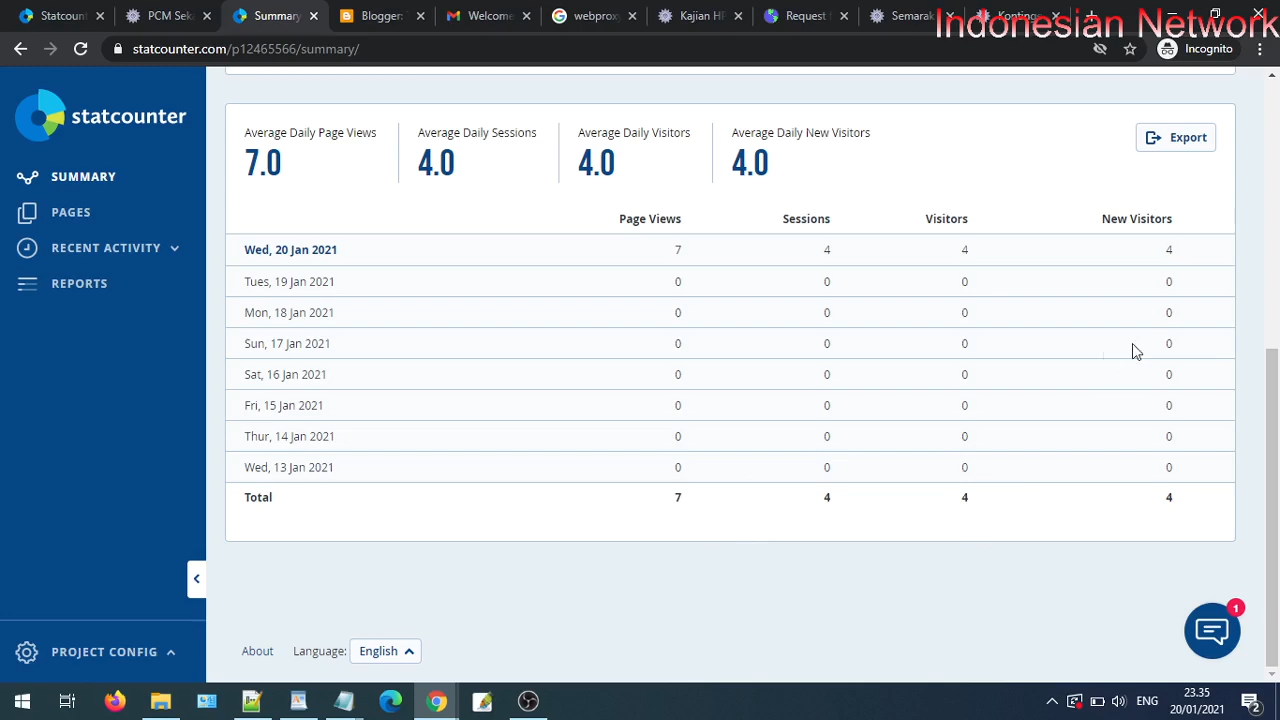 Statcount
PCM Seka
Summary
Blogger:
Welcome
webproxy
Kajian HP
Request f
Semarak
Konting
Indonesian Network
statcounter.com/p12465566/summary/
Incognito
statcounter
SUMMARY
PAGES
RECENT ACTIVITY
REPORTS
PROJECT CONFIG
Average Daily Page Views
7.0
Average Daily Sessions
4.0
Average Daily Visitors
4.0
Average Daily New Visitors
4.0
Export
Page Views Sessions Visitors New Visitors
Wed, 20 Jan 2021 7 4 4 4
Tues, 19 Jan 2021 0 0 0 0
Mon, 18 Jan 2021 0 0 0 0
Sun, 17 Jan 2021 0 0 0 0
Sat, 16 Jan 2021 0 0 0 0
Fri, 15 Jan 2021 0 0 0 0
Thur, 14 Jan 2021 0 0 0 0
Wed, 13 Jan 2021 0 0 0 0
Total 7 4 4 4
1
About Language: English
ENG
23.35
20/01/2021
2